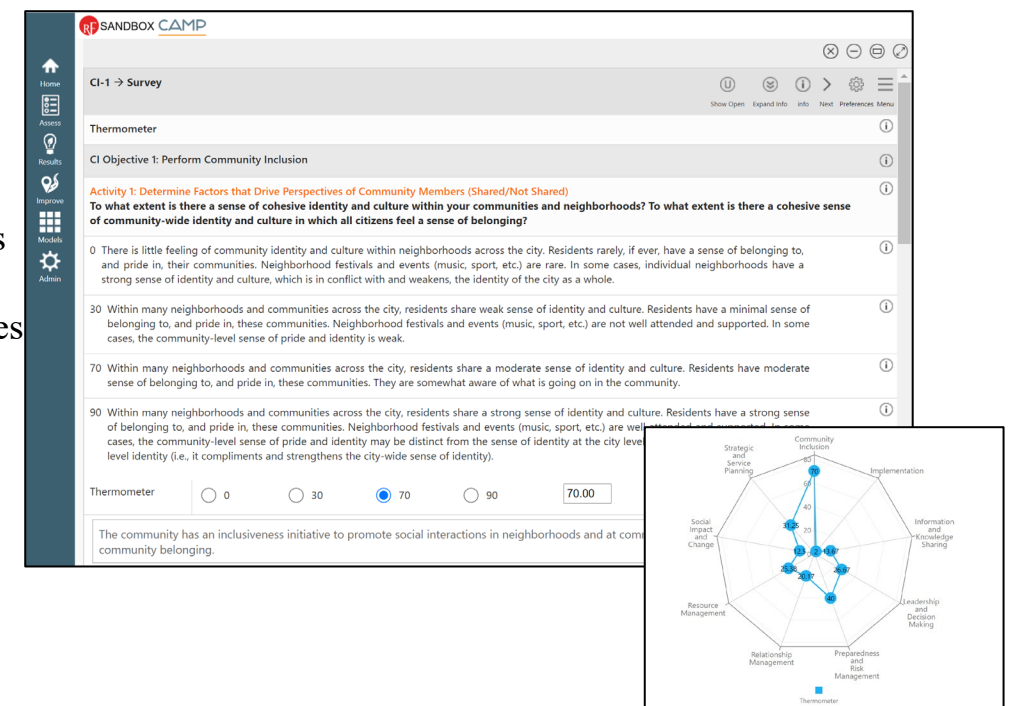 RF SANDBOX CAMP
Home
Assess
Results
Improve
Models
Admin
s
es
CI-1 → Survey
Show Open Expand Info Info Next Preferences Menu
Thermometer
CI Objective 1: Perform Community Inclusion
Activity 1: Determine Factors that Drive Perspectives of Community Members (Shared/Not Shared)
To what extent is there a sense of cohesive identity and culture within your communities and neighborhoods? To what extent is there a cohesive sense
of community-wide identity and culture in which all citizens feel a sense of belonging?
0 There is little feeling of community identity and culture within neighborhoods across the city. Residents rarely, if ever, have a sense of belonging to,
and pride in, their communities. Neighborhood festivals and events (music, sport, etc.) are rare. In some cases, individual neighborhoods have a
strong sense of identity and culture, which is in conflict with and weakens, the identity of the city as a whole.
30 Within many neighborhoods and communities across the city, residents share weak sense of identity and culture. Residents have a minimal sense of
belonging to, and pride in, these communities. Neighborhood festivals and events (music, sport, etc.) are not well attended and supported. In some
cases, the community-level sense of pride and identity is weak.
70 Within many neighborhoods and communities across the city, residents share a moderate sense of identity and culture. Residents have moderate
sense of belonging to, and pride in, these communities. They are somewhat aware of what is going on in the community.
90 Within many neighborhoods and communities across the city, residents share a strong sense of identity and culture. Residents have a strong sense
of belonging to, and pride in, these communities. Neighborhood festivals and events (music, sport, etc.) are well attended and supported. In some
cases, the community-level sense of pride and identity may be distinct from the sense of identity at the city leve
level identity (i.e., it compliments and strengthens the city-wide sense of identity).
Thermometer 0 30 70 90 70.00
The community has an inclusiveness initiative to promote social interactions in neighborhoods and at com
community belonging.
Community
Inclusion
Implementation
Information
and
Knowledge
Sharing
Leadership
and
Decision
Making
Preparedness
and
Risk
Management
Relationship
Management
Resource
Management
Social
Impact
and
Change
Strategic
and
Service
Planning
80
60
40
20
0
70
2
13.67
26.67
40
20.17
25.38
12.5
31.25
Thermometer